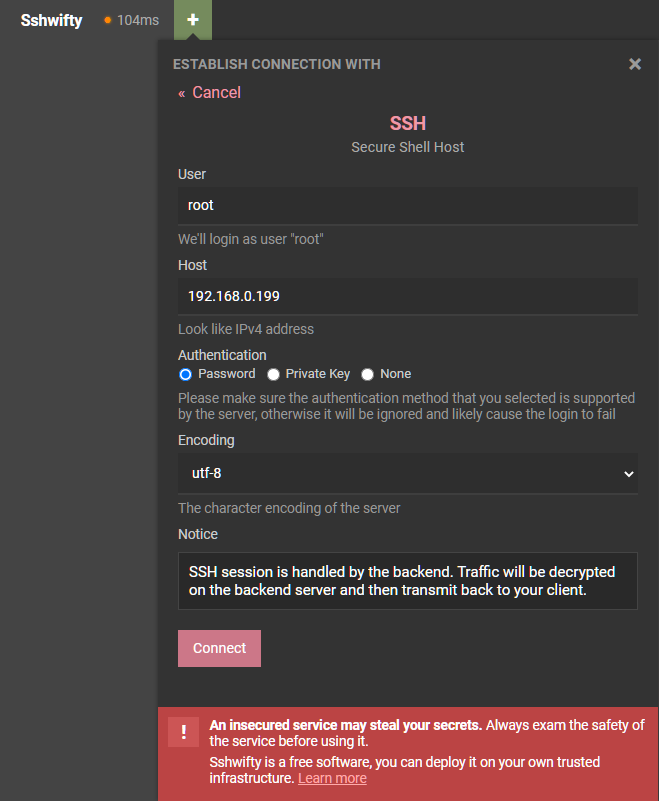 Sshwifty
104ms
+
ESTABLISH CONNECTION WITH
×
« Cancel
SSH
Secure Shell Host
User
root
We'll login as user "root"
Host
192.168.0.199
Look like IPv4 address
Authentication
Password Private Key None
Please make sure the authentication method that you selected is supported
by the server, otherwise it will be ignored and likely cause the login to fail
Encoding
utf-8
The character encoding of the server
Notice
SSH session is handled by the backend. Traffic will be decrypted
on the backend server and then transmit back to your client.
Connect
!
An insecured service may steal your secrets. Always exam the safety of
the service before using it.
Sshwifty is a free software, you can deploy it on your own trusted
infrastructure. Learn more